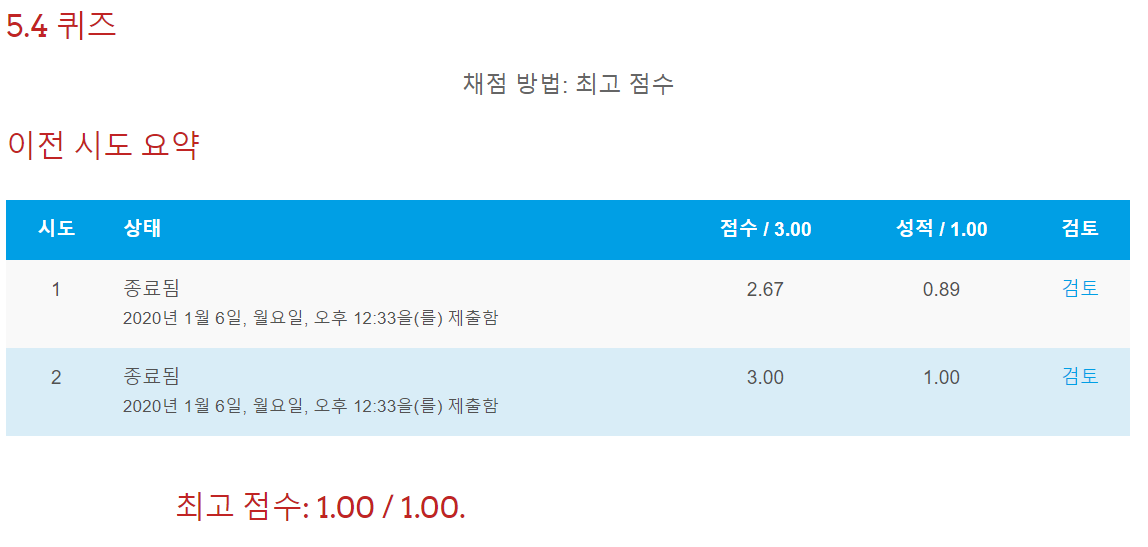 5.4 퀴즈
채점 방법: 최고 점수
이전 시도 요약
시도 상태 점수 / 3.00 성적 / 1.00 검토
1 종료됨 2.67 0.89 검토
2020년 1월 6일, 월요일, 오후 12:33을(를) 제출함
2 종료됨 3.00 1.00 검토
2020년 1월 6일, 월요일, 오후 12:33을(를) 제출함
최고 점수: 1.00 / 1.00.